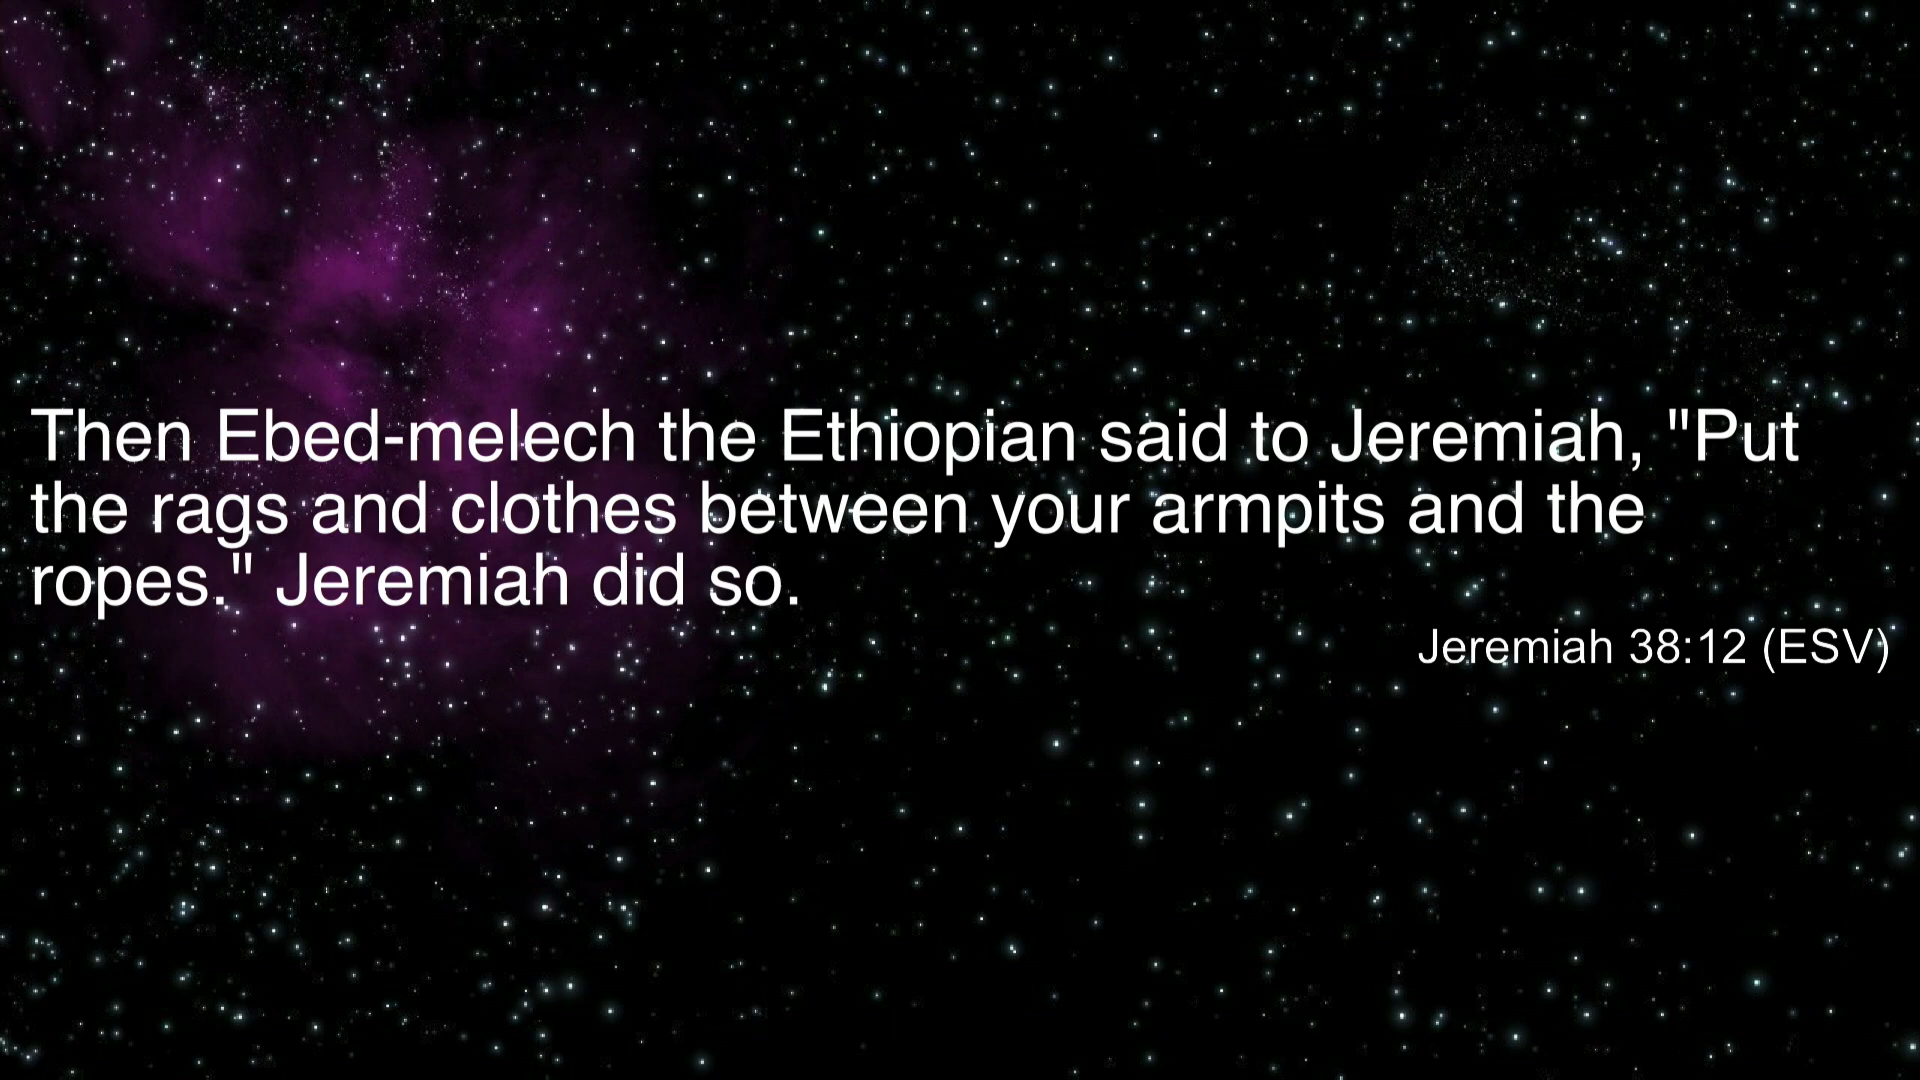 Then Ebed-melech the Ethiopian said to Jeremiah, "Put
the rags and clothes between your armpits and the
ropes." Jeremiah did so.
Jeremiah 38:12 (ESV)